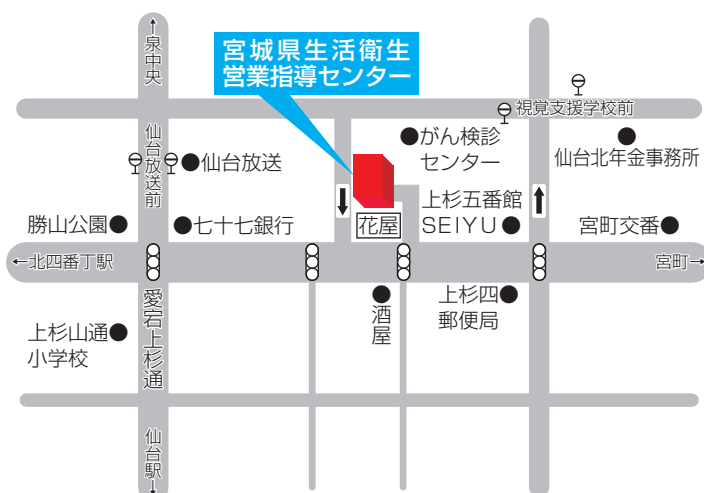 ←泉中央
宮城県生活衛生
営業指導センター
視覚支援学校前
仙台放送前
仙台放送
がん検診
センター
仙台北年金事務所
勝山公園
七十七銀行
花屋
上杉五番館
SEIYU
宮町交番
←北四番丁駅
宮町→
愛宕上杉通
酒屋
上杉四
郵便局
上杉山通
小学校
仙台駅→